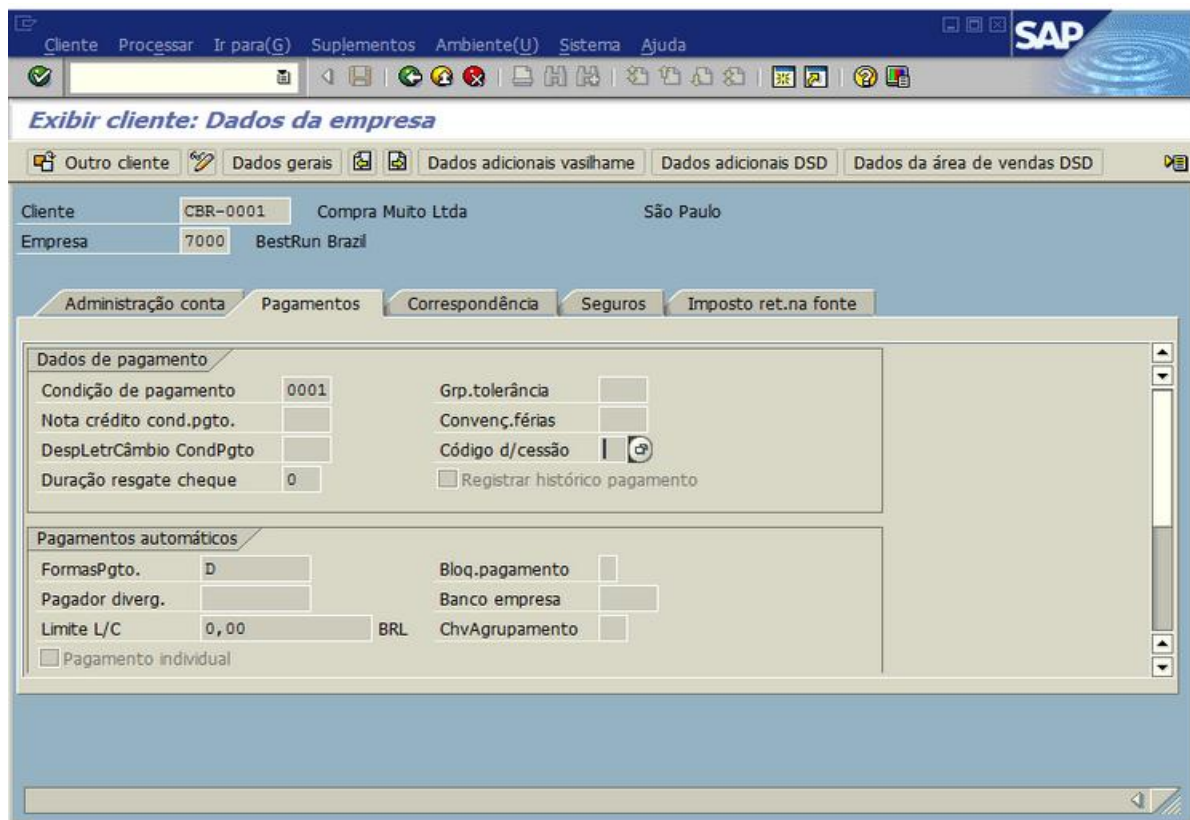 Cliente Processar Ir para(G) Suplementos Ambiente(U) Sistema Ajuda
SAP
Exibir cliente: Dados da empresa
Outro cliente Dados gerais Dados adicionais vasilhame Dados adicionais DSD Dados da área de vendas DSD
Cliente CBR-0001 Compra Muito Ltda São Paulo
Empresa 7000 BestRun Brazil
Administração conta Pagamentos Correspondência Seguros Imposto ret.na fonte
Dados de pagamento
Condição de pagamento 0001 Grp.tolerância
Nota crédito cond.pgto. Convenç.férias
DespLetrCâmbio CondPgto Código d/cessão
Duração resgate cheque 0 Registrar histórico pagamento
Pagamentos automáticos
FormasPgto. D Bloq.pagamento
Pagador diverg. Banco empresa
Limite L/C 0,00 BRL ChvAgrupamento
Pagamento individual